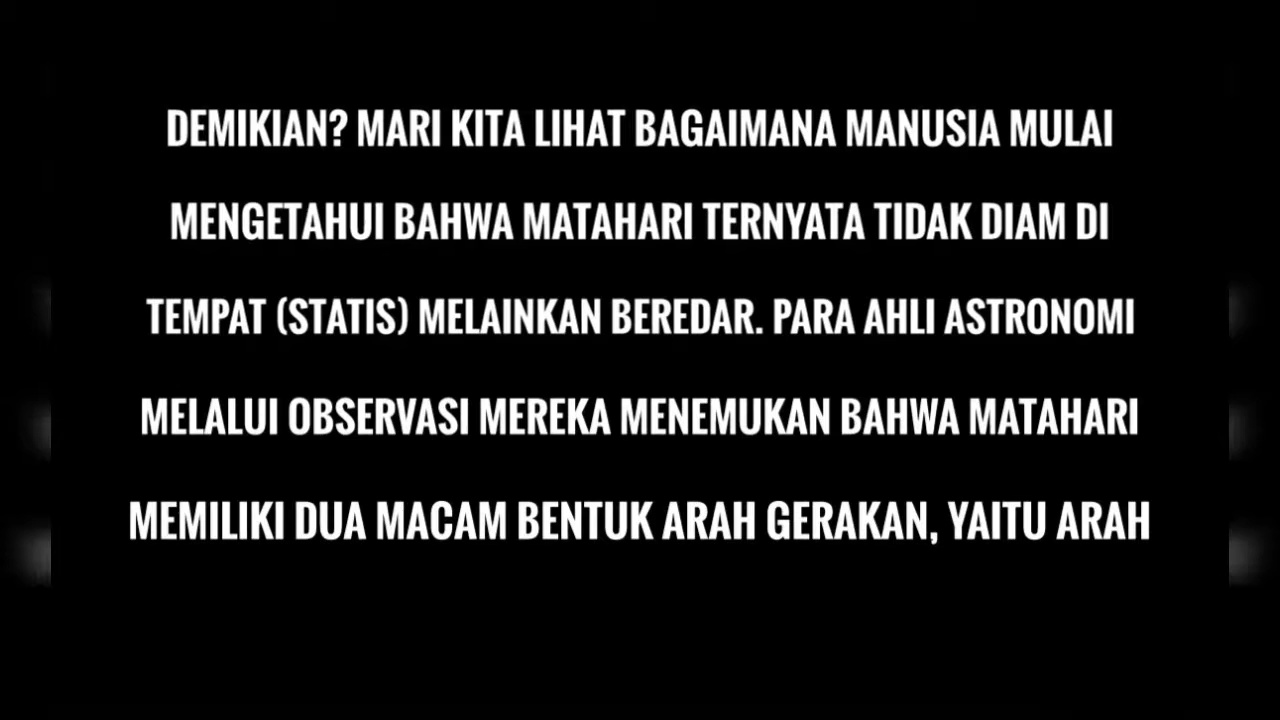 DEMIKIAN? MARI KITA LIHAT BAGAIMANA MANUSIA MULAI
MENGETAHUI BAHWA MATAHARI TERNYATA TIDAK DIAM DI
TEMPAT (STATIS) MELAINKAN BEREDAR. PARA AHLI ASTRONOMI
MELALUI OBSERVASI MEREKA MENEMUKAN BAHWA MATAHARI
MEMILIKI DUA MACAM BENTUK ARAH GERAKAN, YAITU ARAH